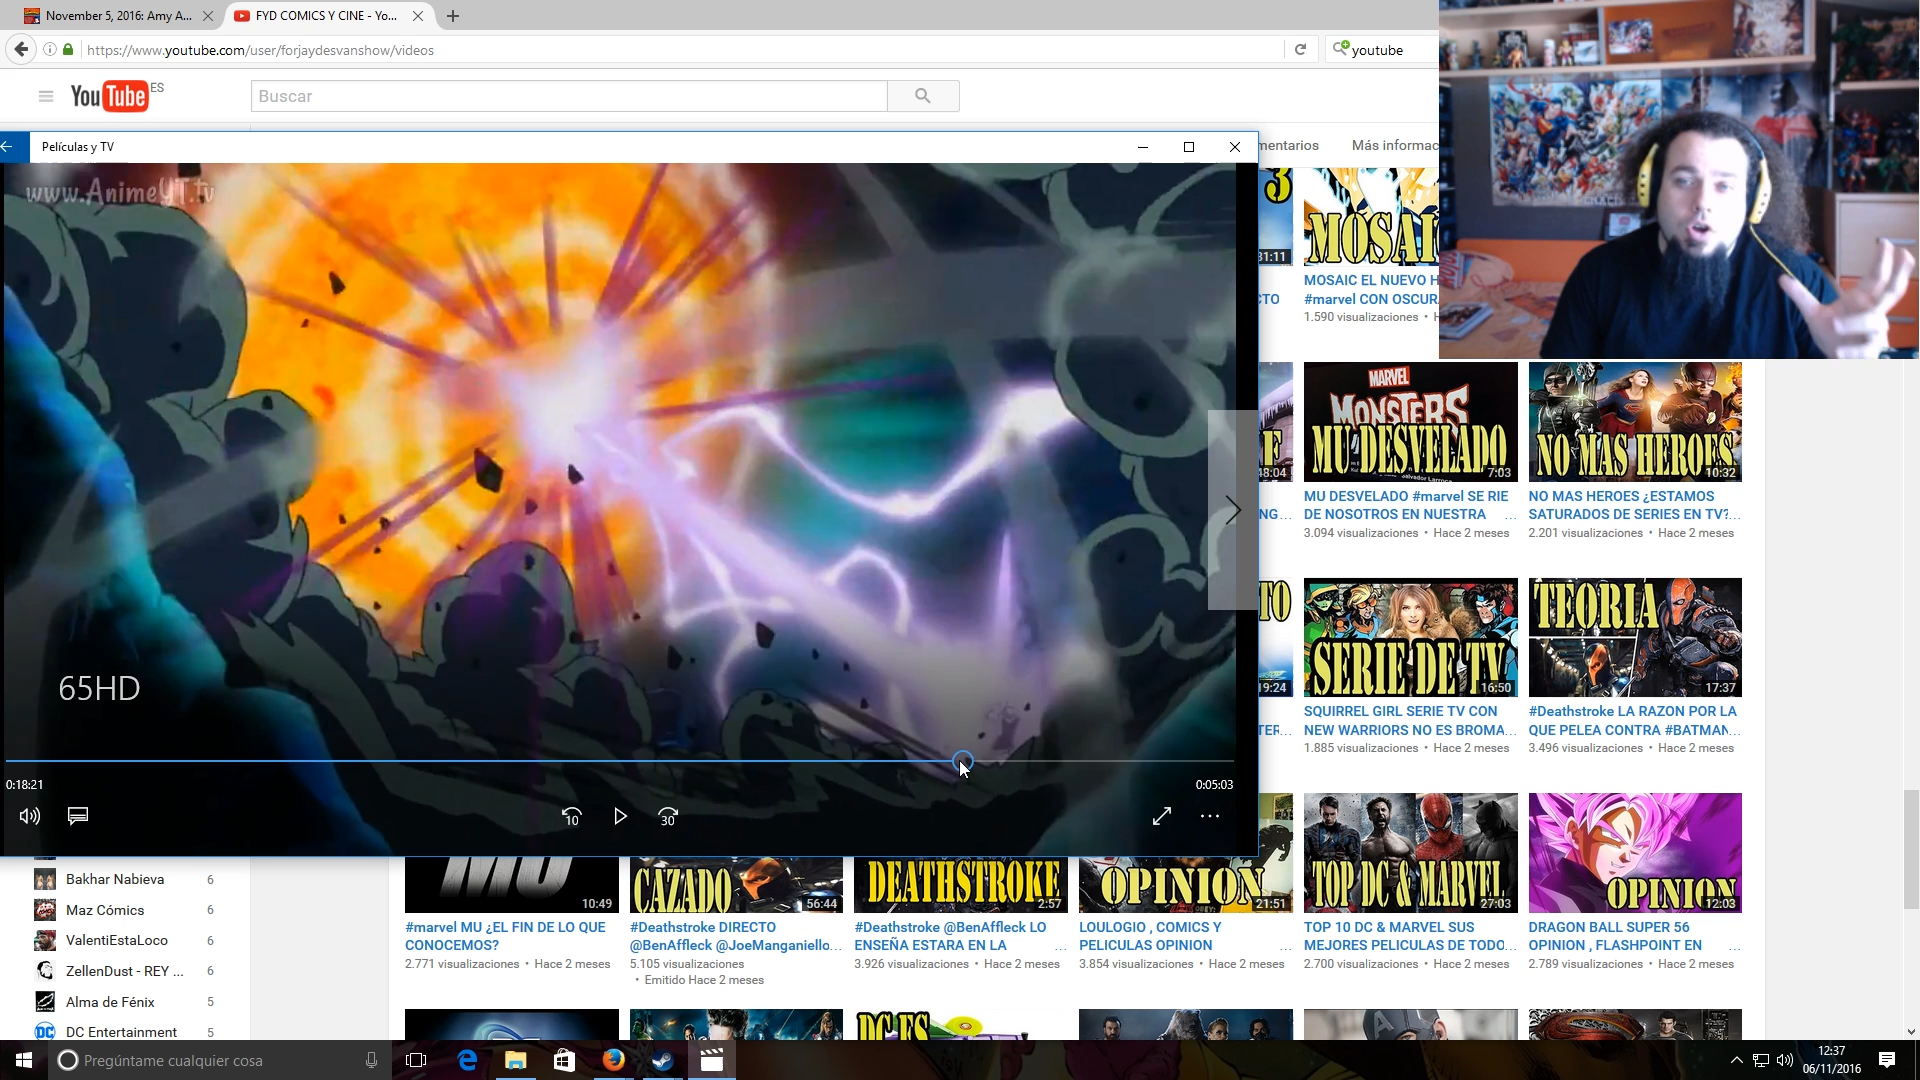 November 5, 2016: Amy A...
FYD COMICS Y CINE - Yo...
https://www.youtube.com/user/forjaydesvanshow/videos
youtube
YouTube ES
Buscar
Películas y TV
mentarios
Más informac
www.AnimeYT.tv
65HD
0:18:21
0:05:03
10
30
3
31:11
CTO
MOSAIC
MOSAIC EL NUEVO H
#marvel CON OSCUR
1.590 visualizaciones • H
48:04
NG...
MARVEL
MONSTERS
MU DESVELADO
7:03
MU DESVELADO #marvel SE RIE
DE NOSOTROS EN NUESTRA ...
3.094 visualizaciones • Hace 2 meses
NO MAS HEROES
10:32
NO MAS HEROES ¿ESTAMOS
SATURADOS DE SERIES EN TV?...
2.201 visualizaciones • Hace 2 meses
TO
19:24
TER...
SERIE DE TV
16:50
SQUIRREL GIRL SERIE TV CON
NEW WARRIORS NO ES BROMA...
1.885 visualizaciones • Hace 2 meses
TEORIA
17:37
#Deathstroke LA RAZON POR LA
QUE PELEA CONTRA #BATMAN...
3.496 visualizaciones • Hace 2 meses
Bakhar Nabieva 6
Maz Cómics 6
ValentiEstaLoco 6
ZellenDust - REY ... 6
Alma de Fénix 5
DC Entertainment 5
MU
10:49
#marvel MU ¿EL FIN DE LO QUE
CONOCEMOS?
2.771 visualizaciones • Hace 2 meses
CAZADO
56:44
#Deathstroke DIRECTO
@BenAffleck @JoeManganiello...
5.105 visualizaciones
• Emitido Hace 2 meses
DEATHSTROKE
2:57
#Deathstroke @BenAffleck LO
ENSEÑA ESTARA EN LA ...
3.926 visualizaciones • Hace 2 meses
OPINION
21:51
LOULOGIO , COMICS Y
PELICULAS OPINION
3.854 visualizaciones • Hace 2 meses
TOP 10 DC & MARVEL
27:03
TOP 10 DC & MARVEL SUS
MEJORES PELICULAS DE TODO...
2.700 visualizaciones • Hace 2 meses
OPINION
12:03
DRAGON BALL SUPER 56
OPINION , FLASHPOINT EN ...
2.789 visualizaciones • Hace 2 meses
DC ES
Pregúntame cualquier cosa
12:37
06/11/2016